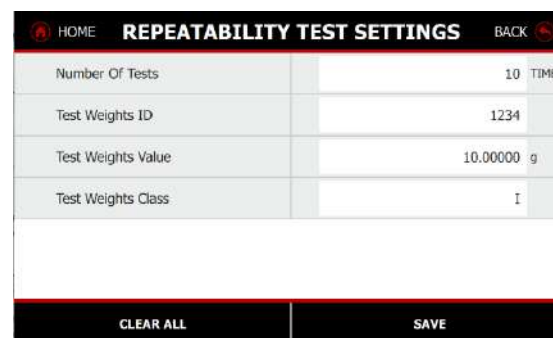 HOME REPEATABILITY TEST SETTINGS BACK
Number Of Tests 10 TIME
Test Weights ID 1234
Test Weights Value 10.00000 g
Test Weights Class I
CLEAR ALL SAVE